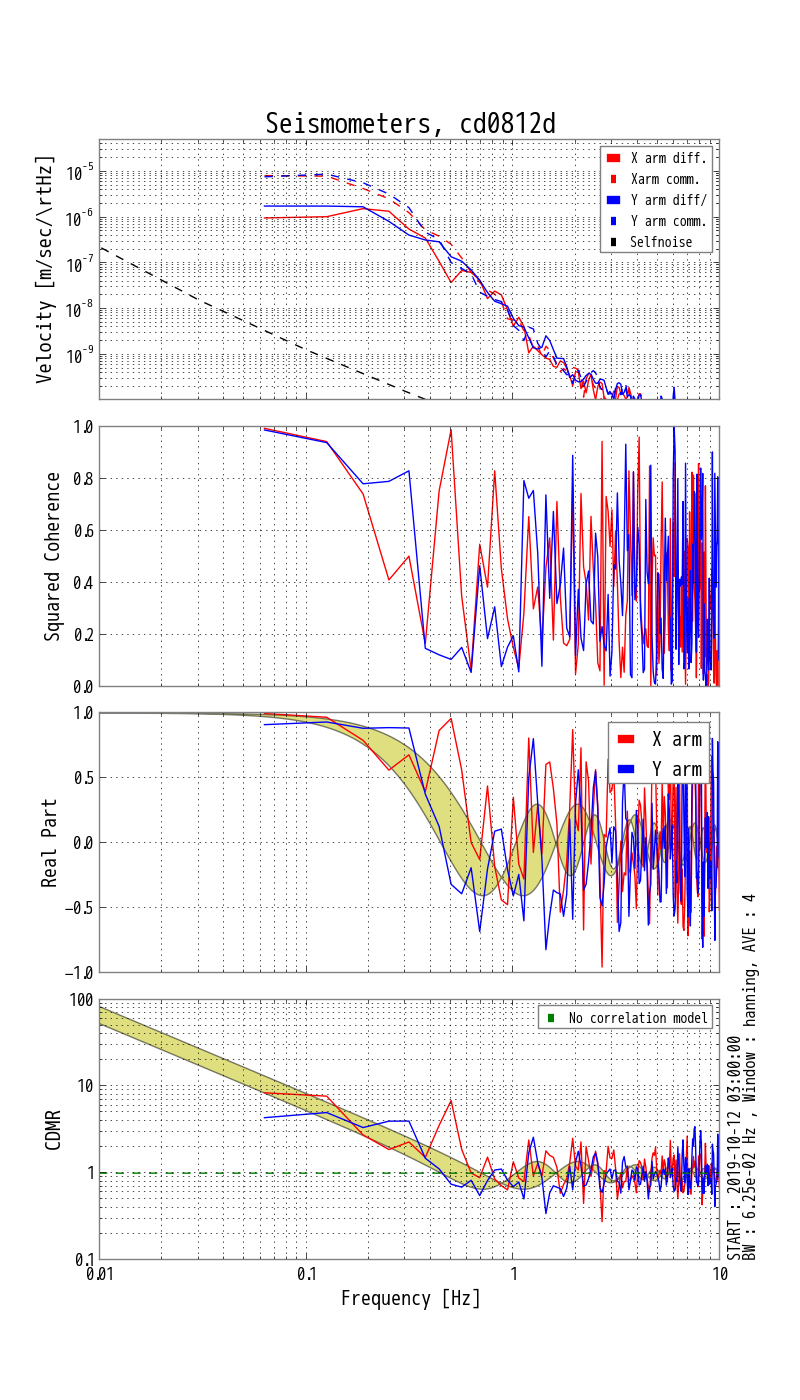 Seismometers, cd0812d
Velocity [m/sec/\rtHz]
10^-5
10^-6
10^-7
10^-8
10^-9
X arm diff.
Xarm comm.
Y arm diff/
Y arm comm.
Selfnoise
Squared Coherence
1.0
0.8
0.6
0.4
0.2
0.0
Real Part
1.0
0.5
0.0
−0.5
−1.0
X arm
Y arm
CDMR
100
10
1
0.1
No correlation model
0.01
0.1
1
10
Frequency [Hz]
START : 2019-10-12 03:00:00
BW : 6.25e-02 Hz , Window : hanning, AVE : 4